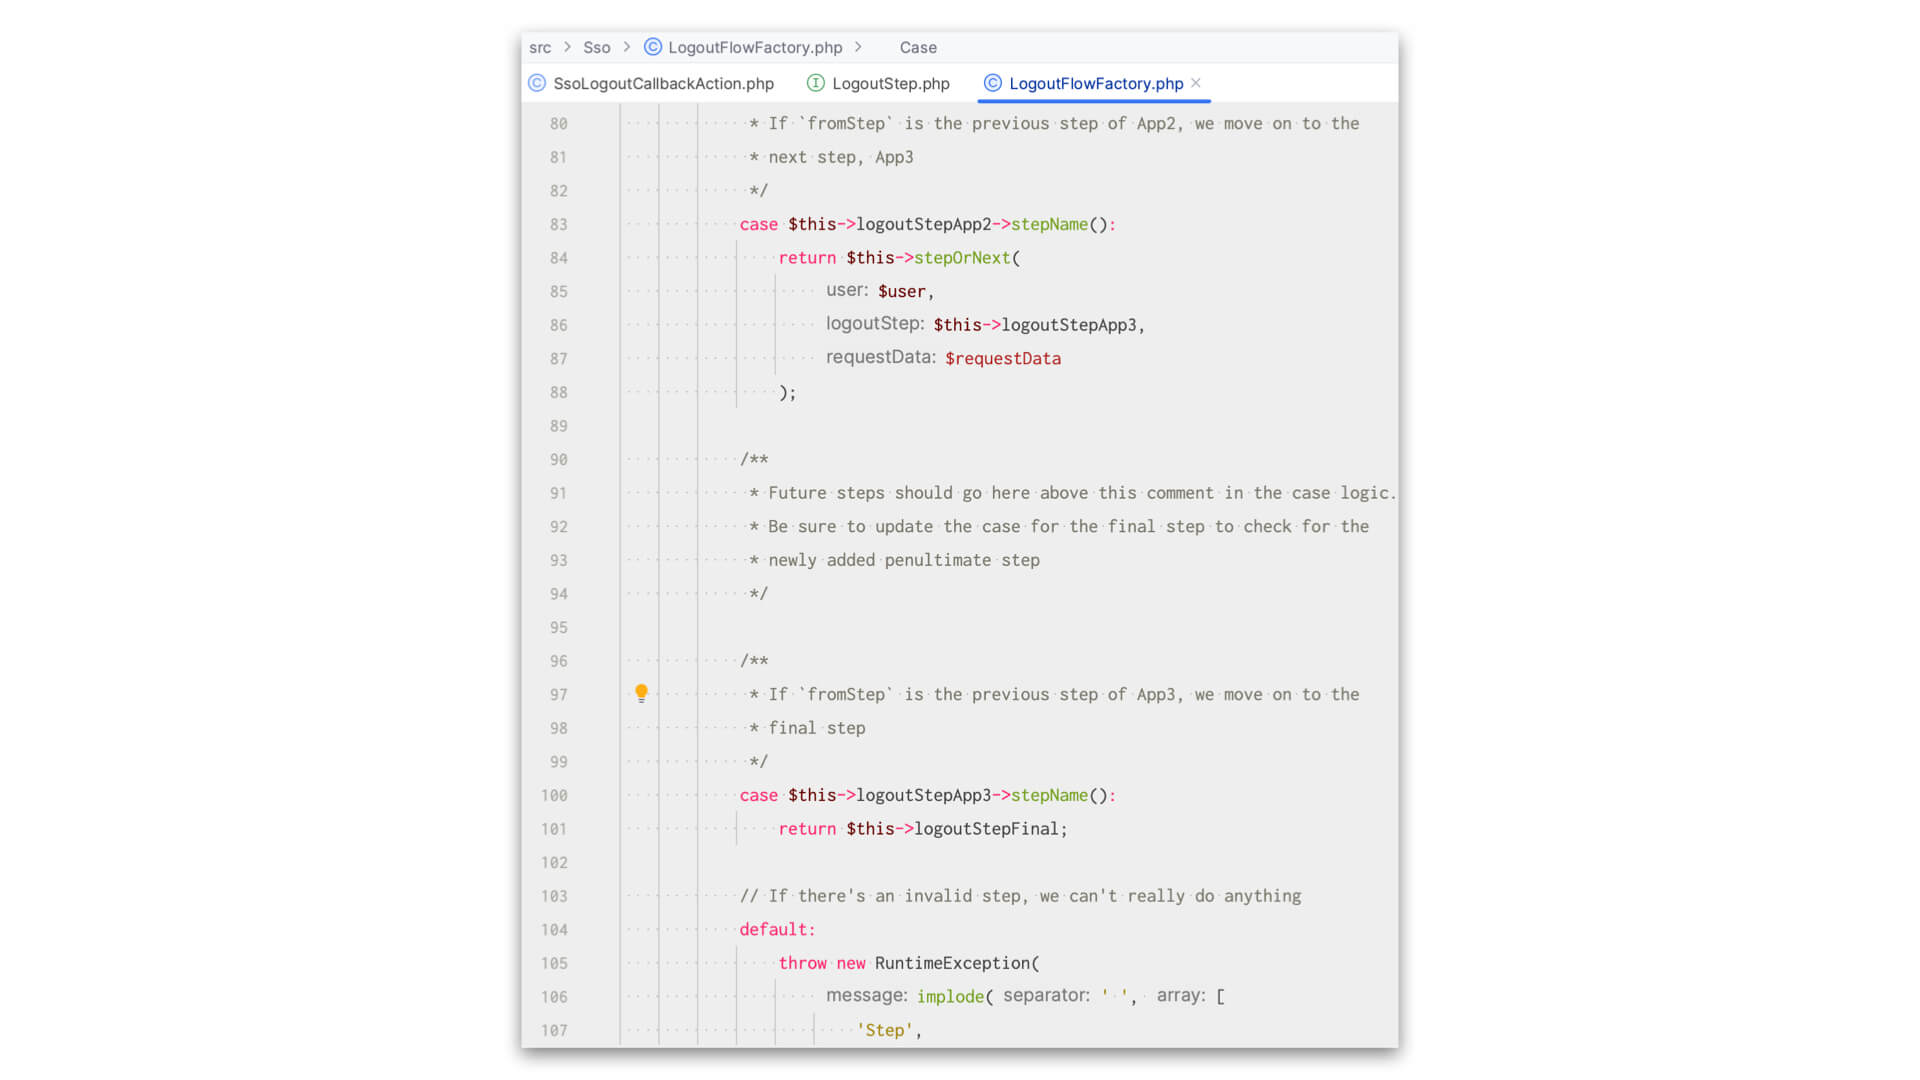 src > Sso > LogoutFlowFactory.php > Case
SsoLogoutCallbackAction.php LogoutStep.php LogoutFlowFactory.php ×
80 * If `fromStep` is the previous step of App2, we move on to the
81 * next step, App3
82 */
83 case $this->logoutStepApp2->stepName():
84 return $this->stepOrNext(
85 user: $user,
86 logoutStep: $this->logoutStepApp3,
87 requestData: $requestData
88 );
89
90 /**
91 * Future steps should go here above this comment in the case logic.
92 * Be sure to update the case for the final step to check for the
93 * newly added penultimate step
94 */
95
96 /**
97 * If `fromStep` is the previous step of App3, we move on to the
98 * final step
99 */
100 case $this->logoutStepApp3->stepName():
101 return $this->logoutStepFinal;
102
103 // If there's an invalid step, we can't really do anything
104 default:
105 throw new RuntimeException(
106 message: implode( separator: ' ', array: [
107 'Step',